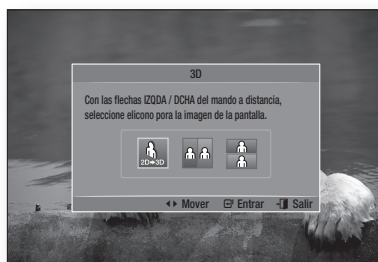 3D
Con las flechas IZQDA / DCHA del mando a distancia,
seleccione elicono pora la imagen de la pantalla.
2D➡3D
◄► Mover Entrar Salir